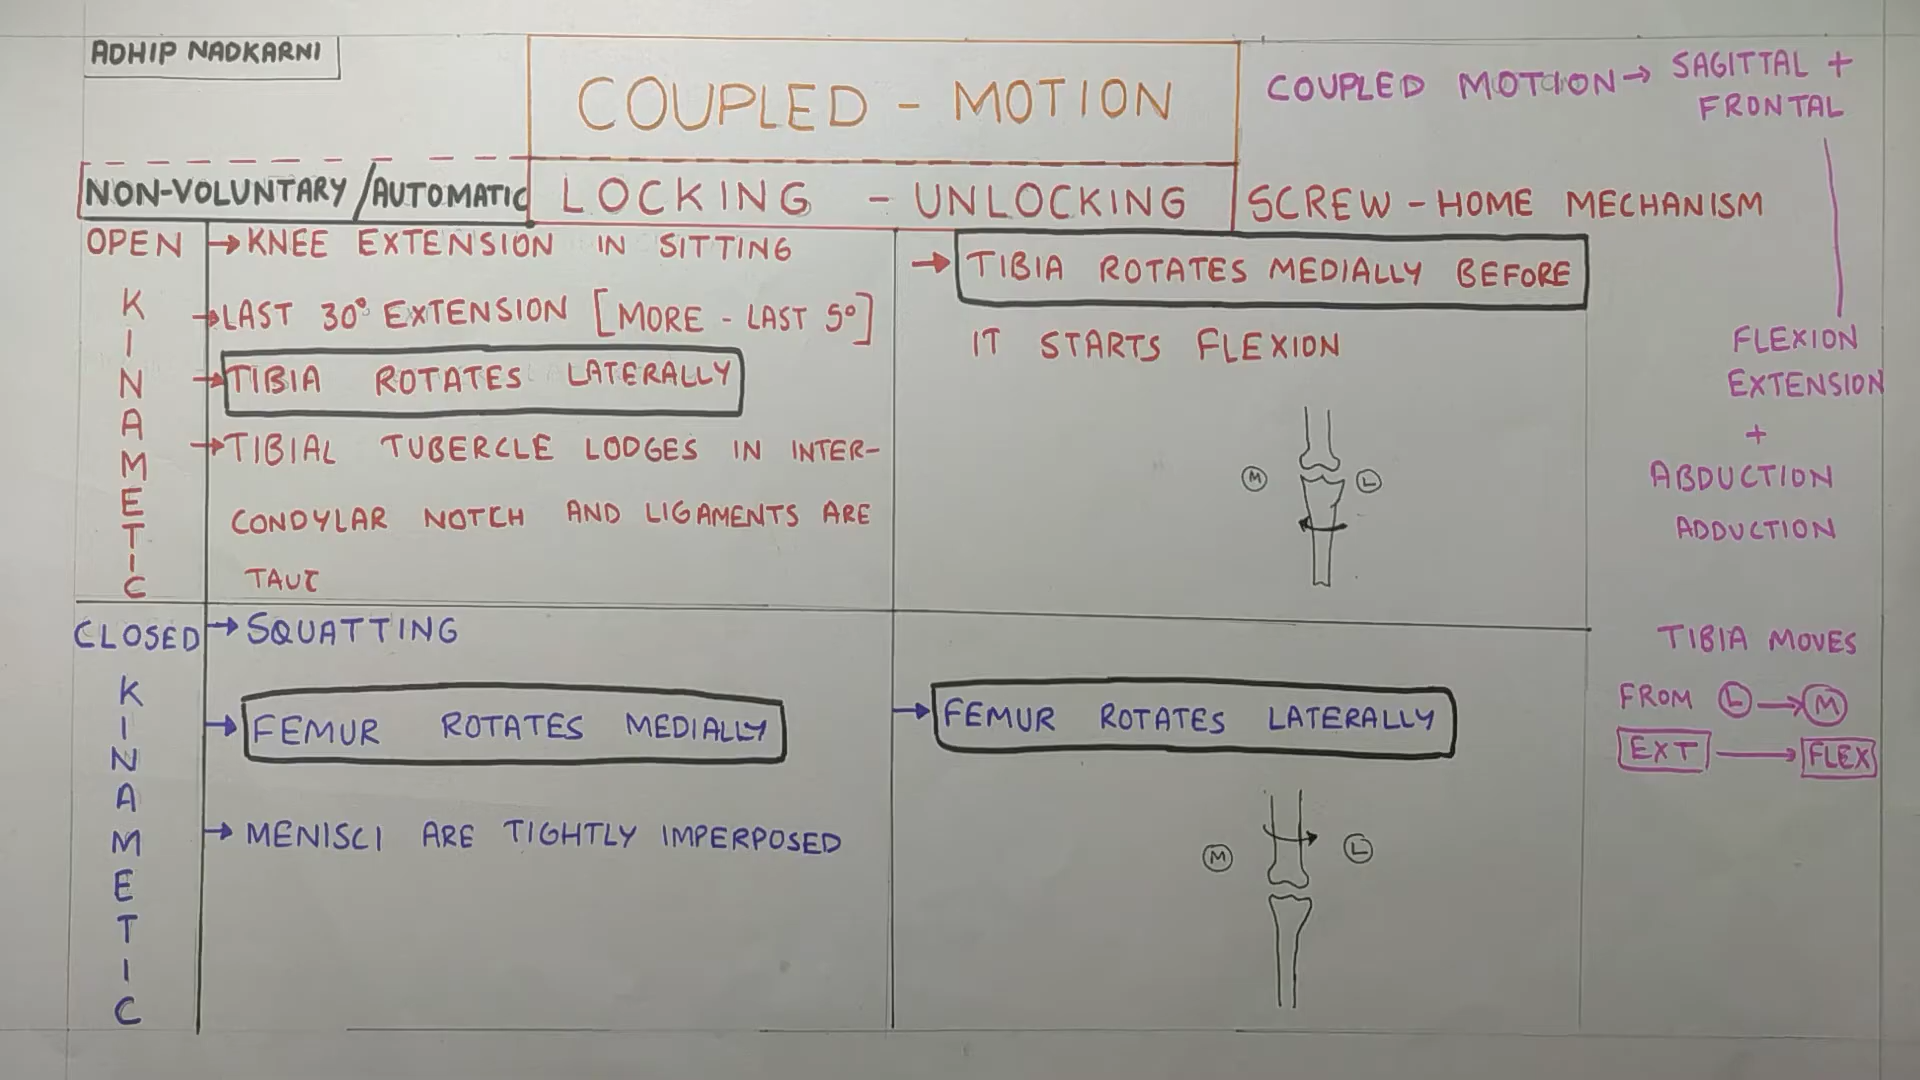 ADHIP NADKARNI
COUPLED - MOTION
COUPLED MOTION → SAGITTAL +
FRONTAL
NON-VOLUNTARY/AUTOMATIC
LOCKING - UNLOCKING
SCREW-HOME MECHANISM
OPEN
KINAMETIC
→ KNEE EXTENSION IN SITTING
→ LAST 30° EXTENSION [MORE - LAST 5°]
→ TIBIA ROTATES LATERALLY
→ TIBIAL TUBERCLE LODGES IN INTER-
CONDYLAR NOTCH AND LIGAMENTS ARE
TAUT
→ TIBIA ROTATES MEDIALLY BEFORE
IT STARTS FLEXION
M L
FLEXION
EXTENSION
+
ABDUCTION
ADDUCTION
CLOSED
KINAMETIC
→ SQUATTING
→ FEMUR ROTATES MEDIALLY
→ MENISCI ARE TIGHTLY IMPERPOSED
→ FEMUR ROTATES LATERALLY
M L
TIBIA MOVES
FROM L → M
EXT → FLEX